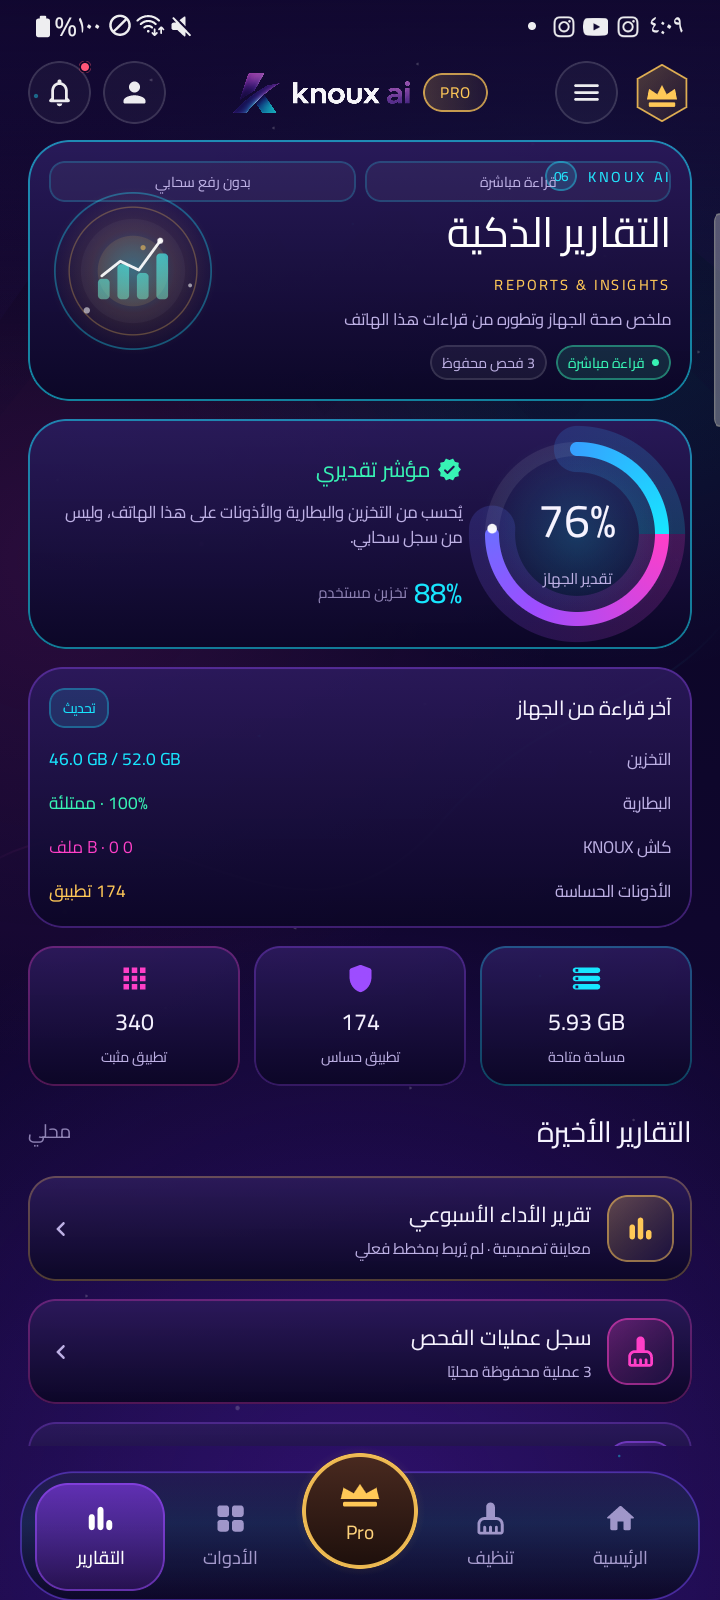 ٤:٠٩
%١٠٠
PRO
knoux ai
KNOUX AI
06
قراءة مباشرة
بدون رفع سحابي
التقارير الذكية
REPORTS & INSIGHTS
ملخص صحة الجهاز وتطوره من قراءات هذا الهاتف
قراءة مباشرة
3 فحص محفوظ
76%
تقدير الجهاز
مؤشر تقديري
يُحسب من التخزين والبطارية والأذونات على هذا الهاتف، وليس
من سجل سحابي.
88% تخزين مستخدم
آخر قراءة من الجهاز
تحديث
التخزين
46.0 GB / 52.0 GB
البطارية
100% · ممتلئة
كاش KNOUX
0 B · 0 ملف
الأذونات الحساسة
174 تطبيق
5.93 GB
مساحة متاحة
174
تطبيق حساس
340
تطبيق مثبت
التقارير الأخيرة
محلي
تقرير الأداء الأسبوعي
معاينة تصميمية · لم يُربط بمخطط فعلي
سجل عمليات الفحص
3 عملية محفوظة محليًا
الرئيسية
تنظيف
Pro
الأدوات
التقارير